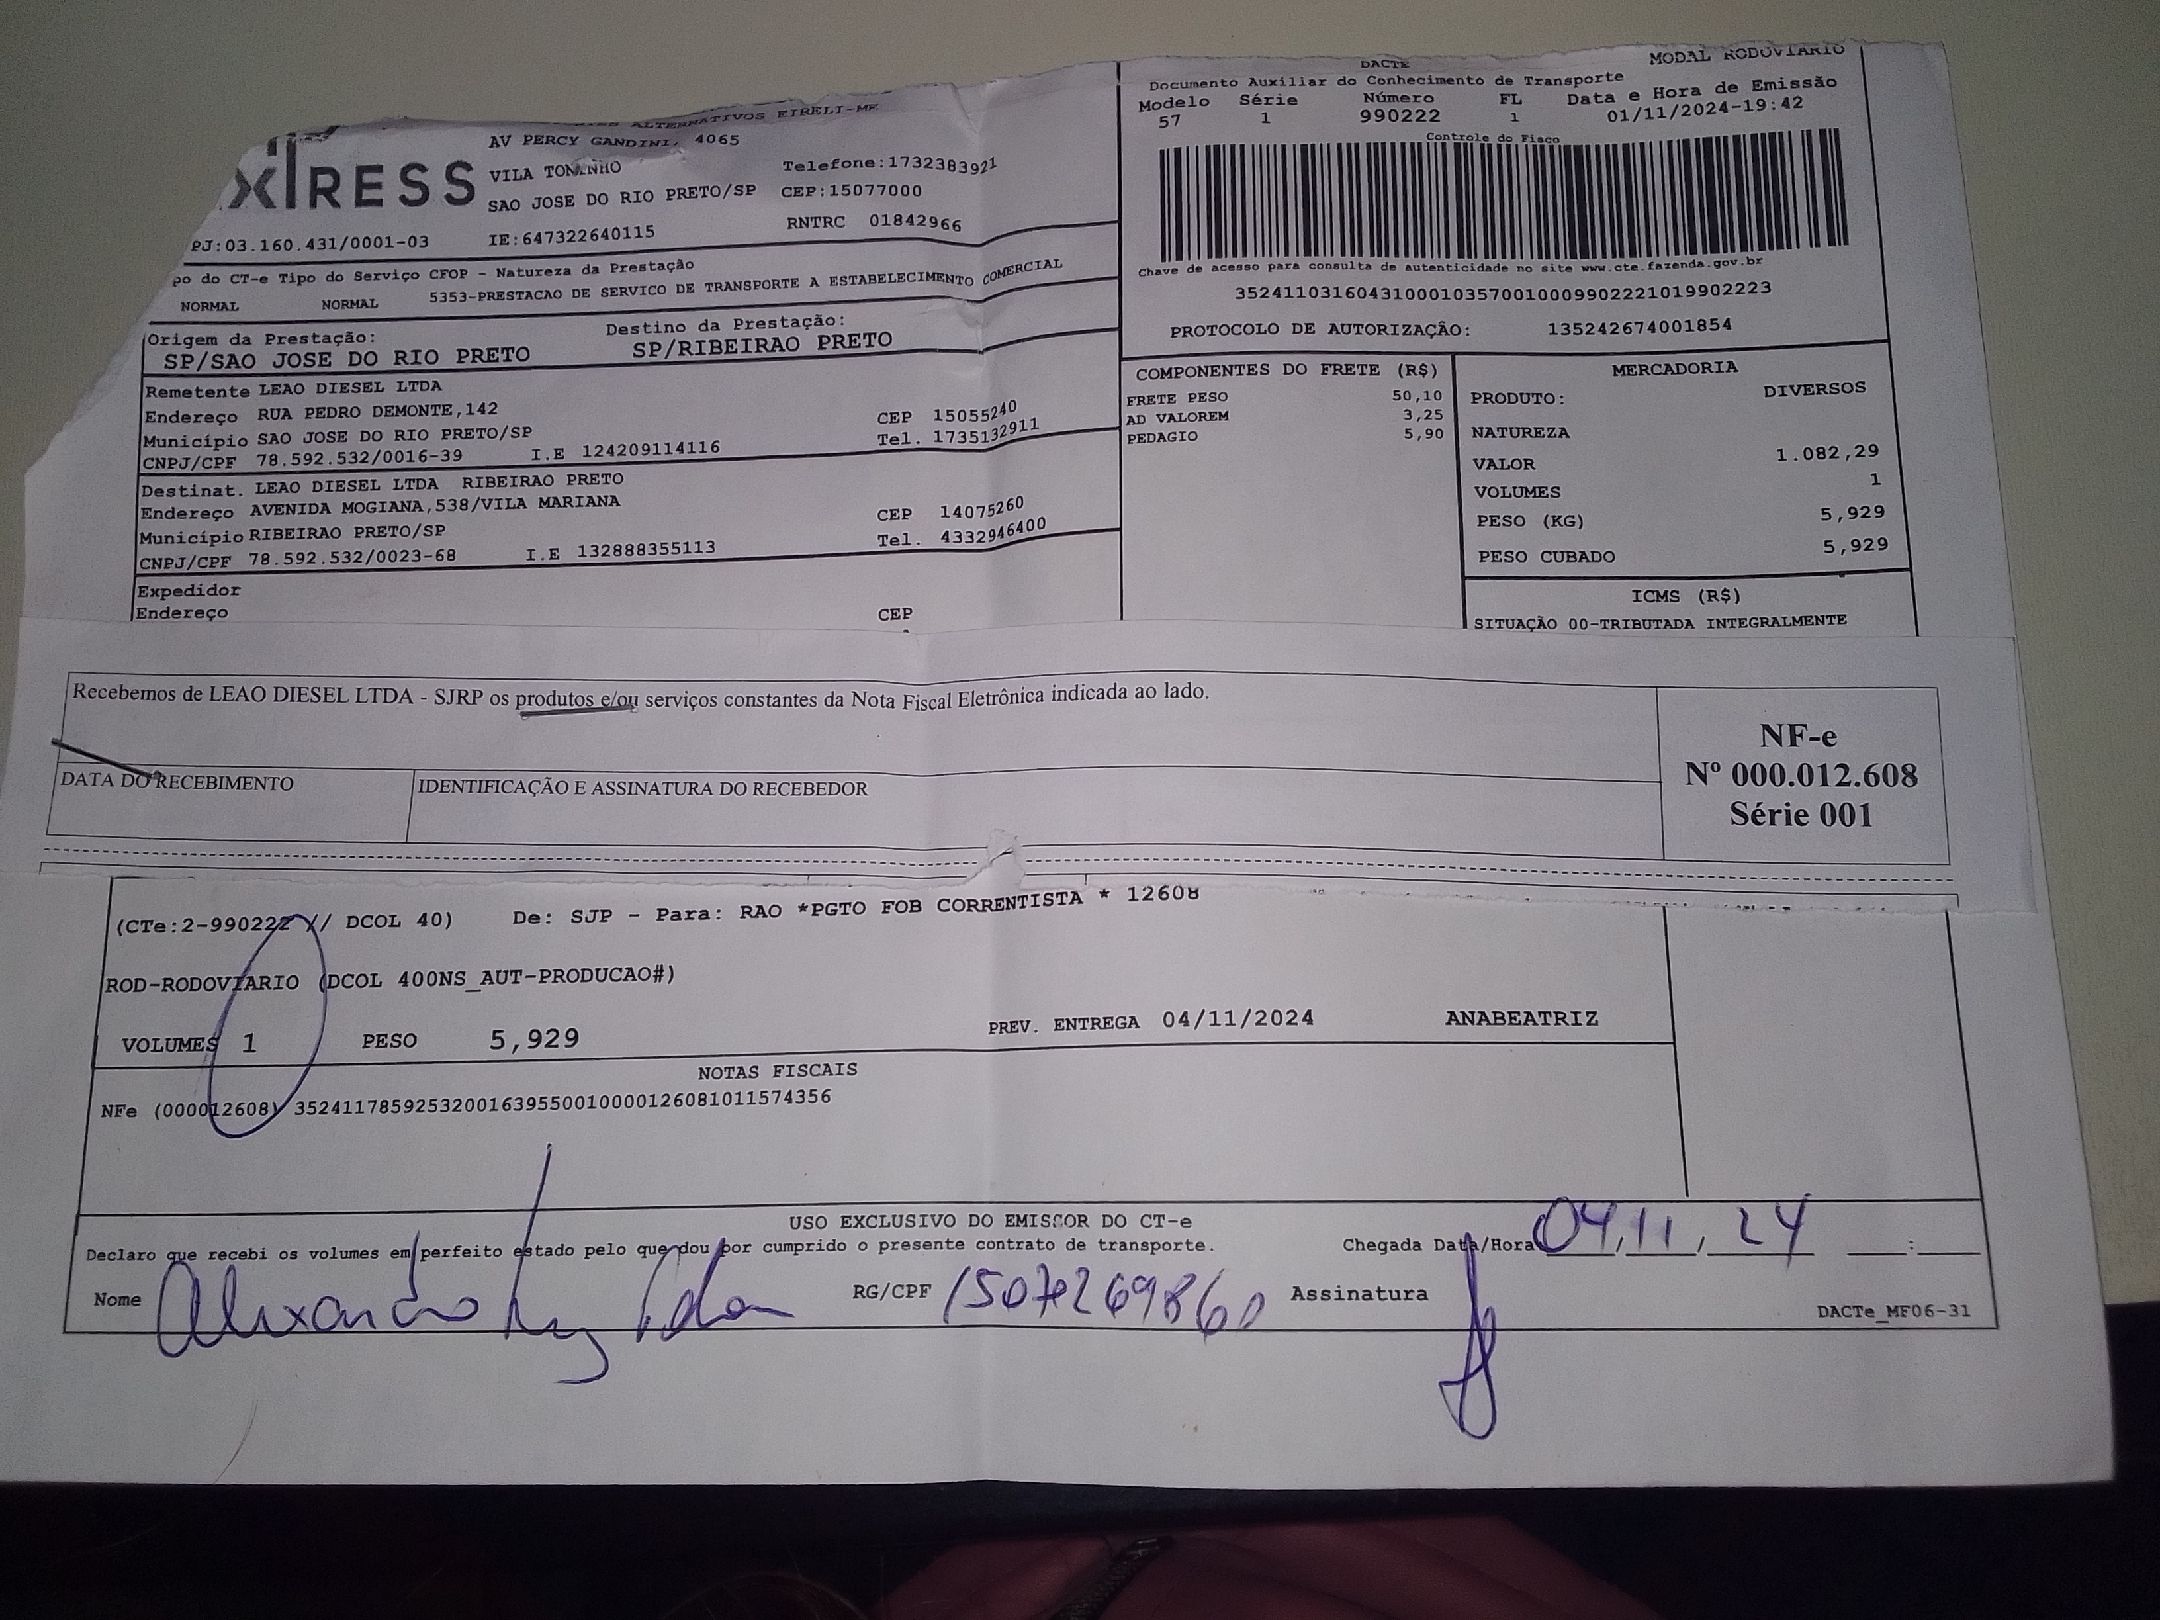 ALTERNATIVOS EIRELI-ME
AV PERCY GANDINI, 4065
XPRESS
VILA TONINHO Telefone:1732383921
SAO JOSE DO RIO PRETO/SP CEP:15077000
PJ:03.160.431/0001-03 IE:647322640115 RNTRC 01842966
po do CT-e Tipo do Serviço CFOP - Natureza da Prestação
NORMAL NORMAL 5353-PRESTACAO DE SERVICO DE TRANSPORTE A ESTABELECIMENTO COMERCIAL
Origem da Prestação: Destino da Prestação:
SP/SAO JOSE DO RIO PRETO SP/RIBEIRAO PRETO
Remetente LEAO DIESEL LTDA
Endereço RUA PEDRO DEMONTE,142 CEP 15055240
Município SAO JOSE DO RIO PRETO/SP Tel. 1735132911
CNPJ/CPF 78.592.532/0016-39 I.E 124209114116
Destinat. LEAO DIESEL LTDA RIBEIRAO PRETO
Endereço AVENIDA MOGIANA,538/VILA MARIANA CEP 14075260
Município RIBEIRAO PRETO/SP Tel. 4332946400
CNPJ/CPF 78.592.532/0023-68 I.E 132888355113
Expedidor
Endereço CEP
DACTE MODAL RODOVIARIO
Documento Auxiliar do Conhecimento de Transporte
Modelo Série Número FL Data e Hora de Emissão
57 1 990222 1 01/11/2024-19:42
Controle do Fisco
Chave de acesso para consulta de autenticidade no site www.cte.fazenda.gov.br
35241103160431000103570010009902221019902223
PROTOCOLO DE AUTORIZAÇÃO: 135242674001854
COMPONENTES DO FRETE (R$)
FRETE PESO 50,10
AD VALOREM 3,25
PEDAGIO 5,90
MERCADORIA
PRODUTO: DIVERSOS
NATUREZA
VALOR 1.082,29
VOLUMES 1
PESO (KG) 5,929
PESO CUBADO 5,929
ICMS (R$)
SITUAÇÃO 00-TRIBUTADA INTEGRALMENTE
Recebemos de LEAO DIESEL LTDA - SJRP os produtos e/ou serviços constantes da Nota Fiscal Eletrônica indicada ao lado.
DATA DO RECEBIMENTO IDENTIFICAÇÃO E ASSINATURA DO RECEBEDOR
NF-e
Nº 000.012.608
Série 001
(CTe:2-990222 // DCOL 40) De: SJP - Para: RAO *PGTO FOB CORRENTISTA * 12608
ROD-RODOVIARIO (DCOL 400NS_AUT-PRODUCAO#)
VOLUMES 1 PESO 5,929 PREV. ENTREGA 04/11/2024 ANABEATRIZ
NOTAS FISCAIS
NFe (000012608) 35241178592532001639550010000126081011574356
USO EXCLUSIVO DO EMISSOR DO CT-e
Declaro que recebi os volumes em perfeito estado pelo que dou por cumprido o presente contrato de transporte. Chegada Data/Hora 04/11/24 :
Nome RG/CPF 15072269860 Assinatura
DACTe_MF06-31